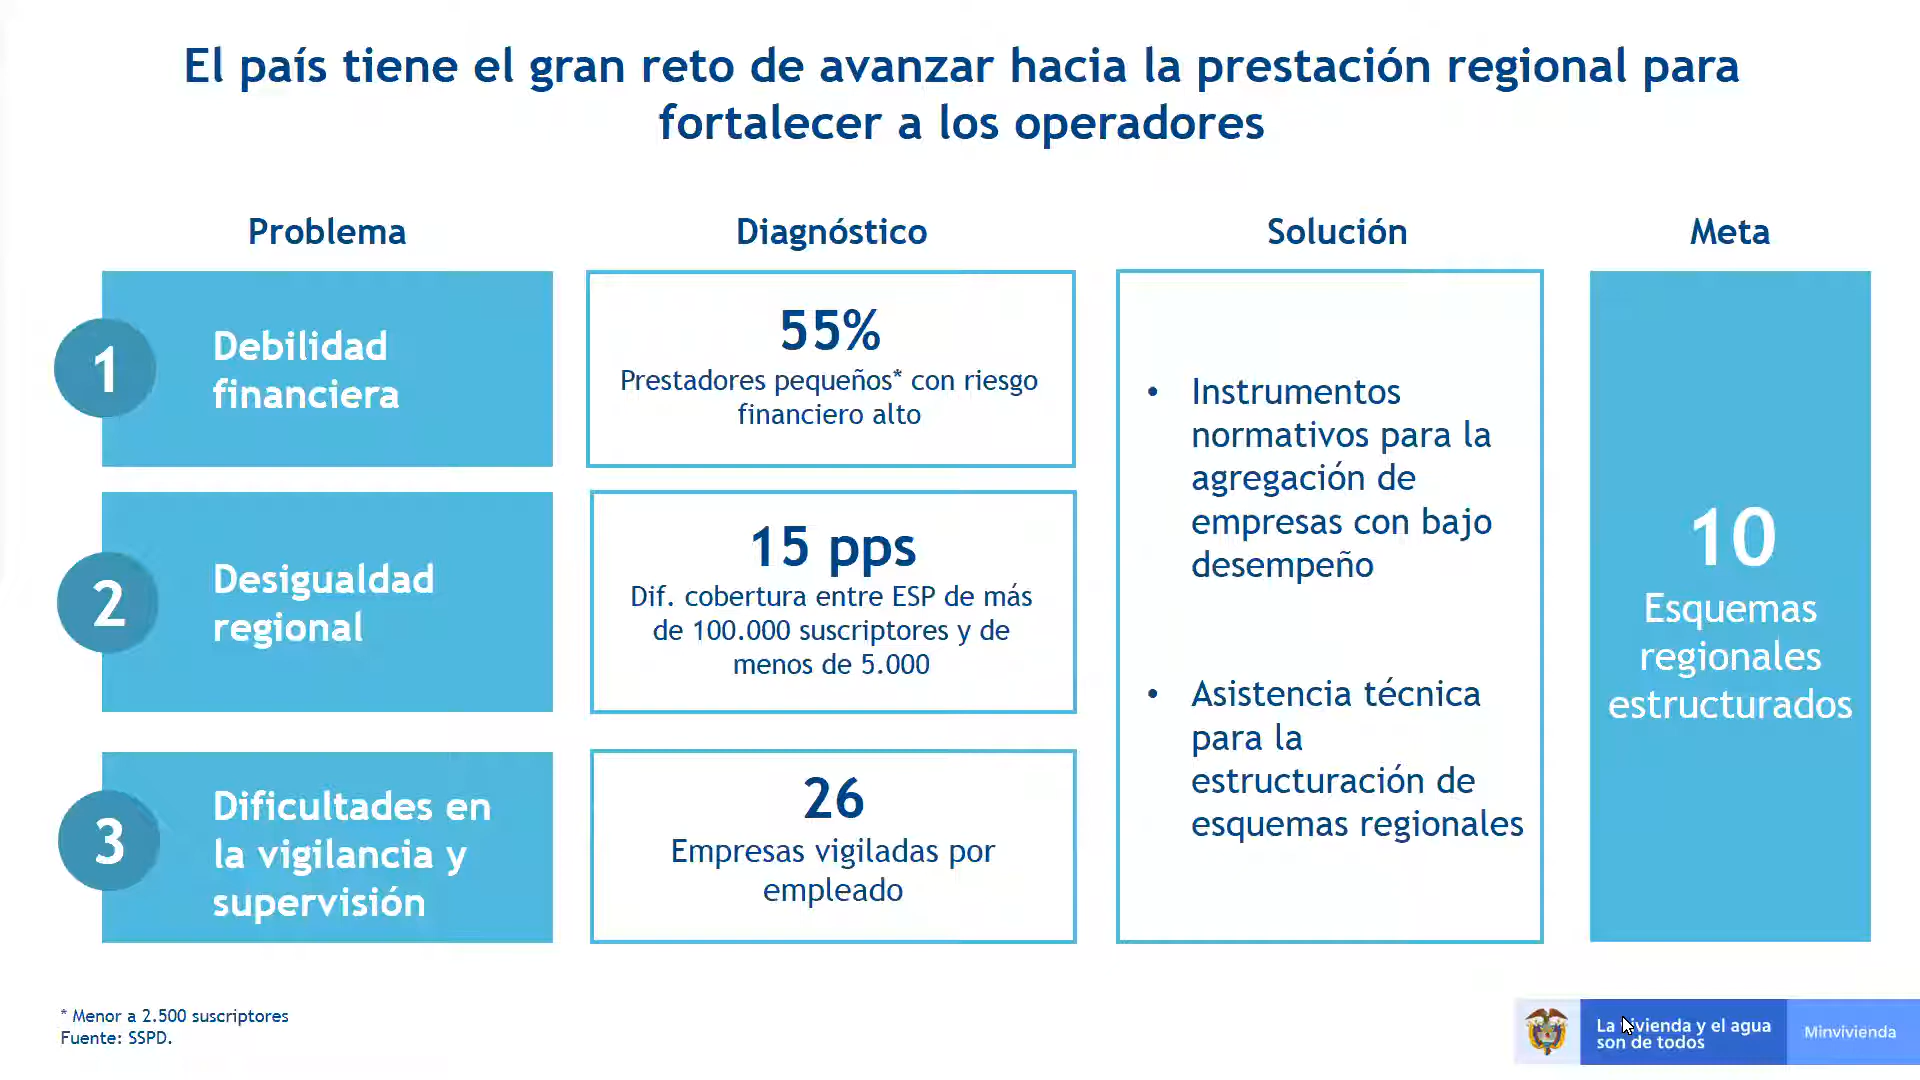 El país tiene el gran reto de avanzar hacia la prestación regional para
fortalecer a los operadores
Problema
Diagnóstico
Solución
Meta
1
Debilidad
financiera
55%
Prestadores pequeños* con riesgo
financiero alto
2
Desigualdad
regional
15 pps
Dif. cobertura entre ESP de más
de 100.000 suscriptores y de
menos de 5.000
3
Dificultades en
la vigilancia y
supervisión
26
Empresas vigiladas por
empleado
• Instrumentos
normativos para la
agregación de
empresas con bajo
desempeño
• Asistencia técnica
para la
estructuración de
esquemas regionales
10
Esquemas
regionales
estructurados
* Menor a 2.500 suscriptores
Fuente: SSPD.
La vivienda y el agua
son de todos
Minvivienda